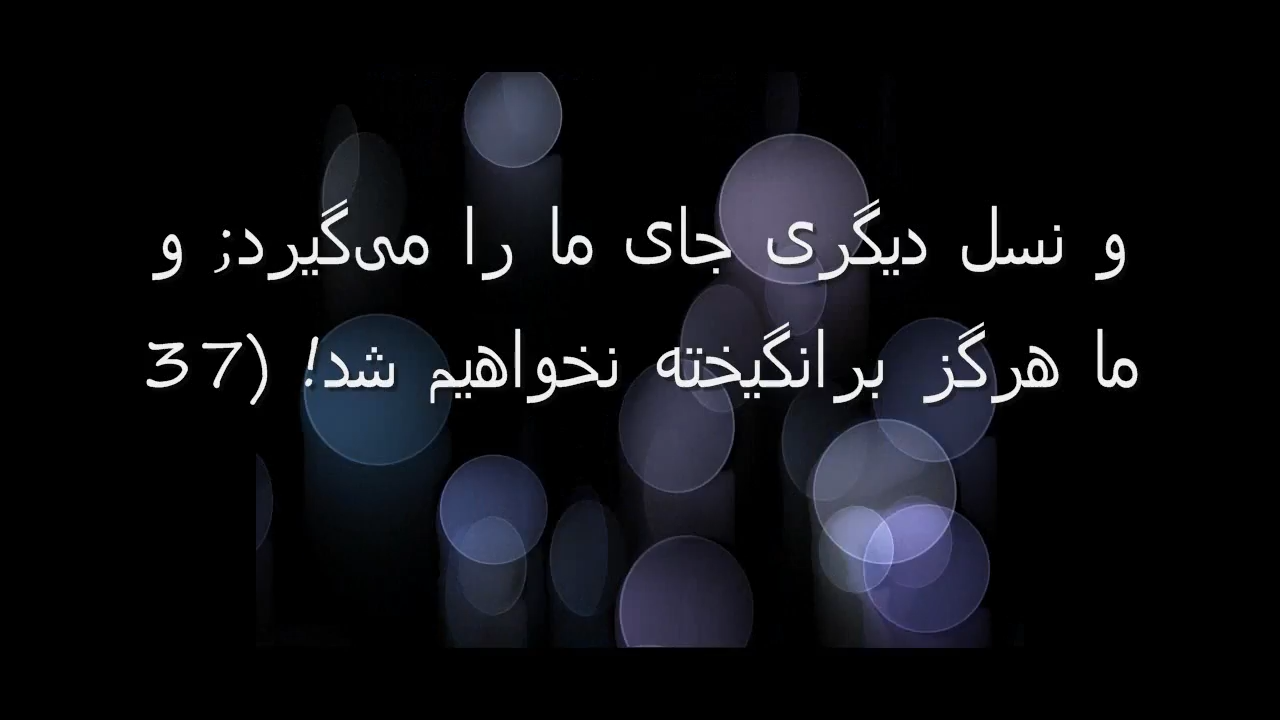 و نسل دیگری جای ما را می‌گیرد; و
ما هرگز برانگیخته نخواهیم شد! (37